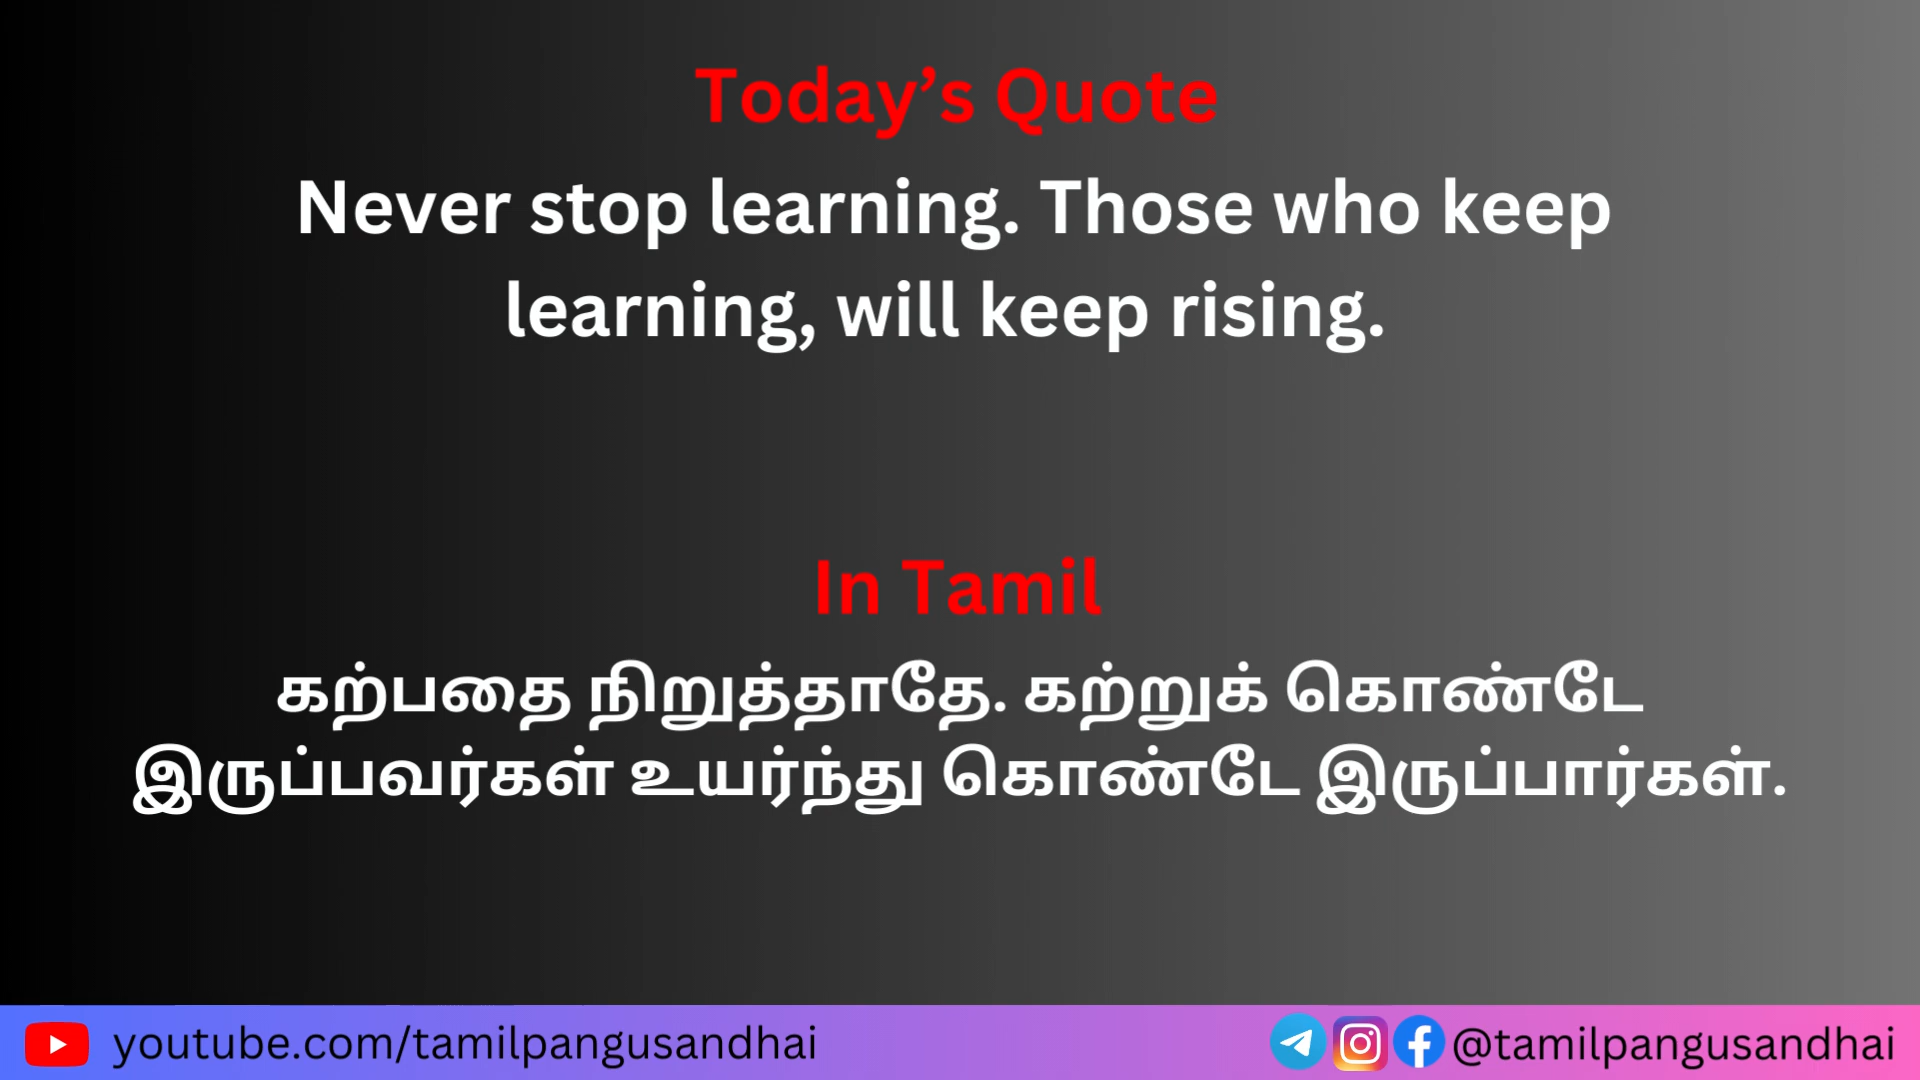 Today’s Quote
Never stop learning. Those who keep
learning, will keep rising.
In Tamil
கற்பதை நிறுத்தாதே. கற்றுக் கொண்டே
இருப்பவர்கள் உயர்ந்து கொண்டே இருப்பார்கள்.
youtube.com/tamilpangusandhai
@tamilpangusandhai